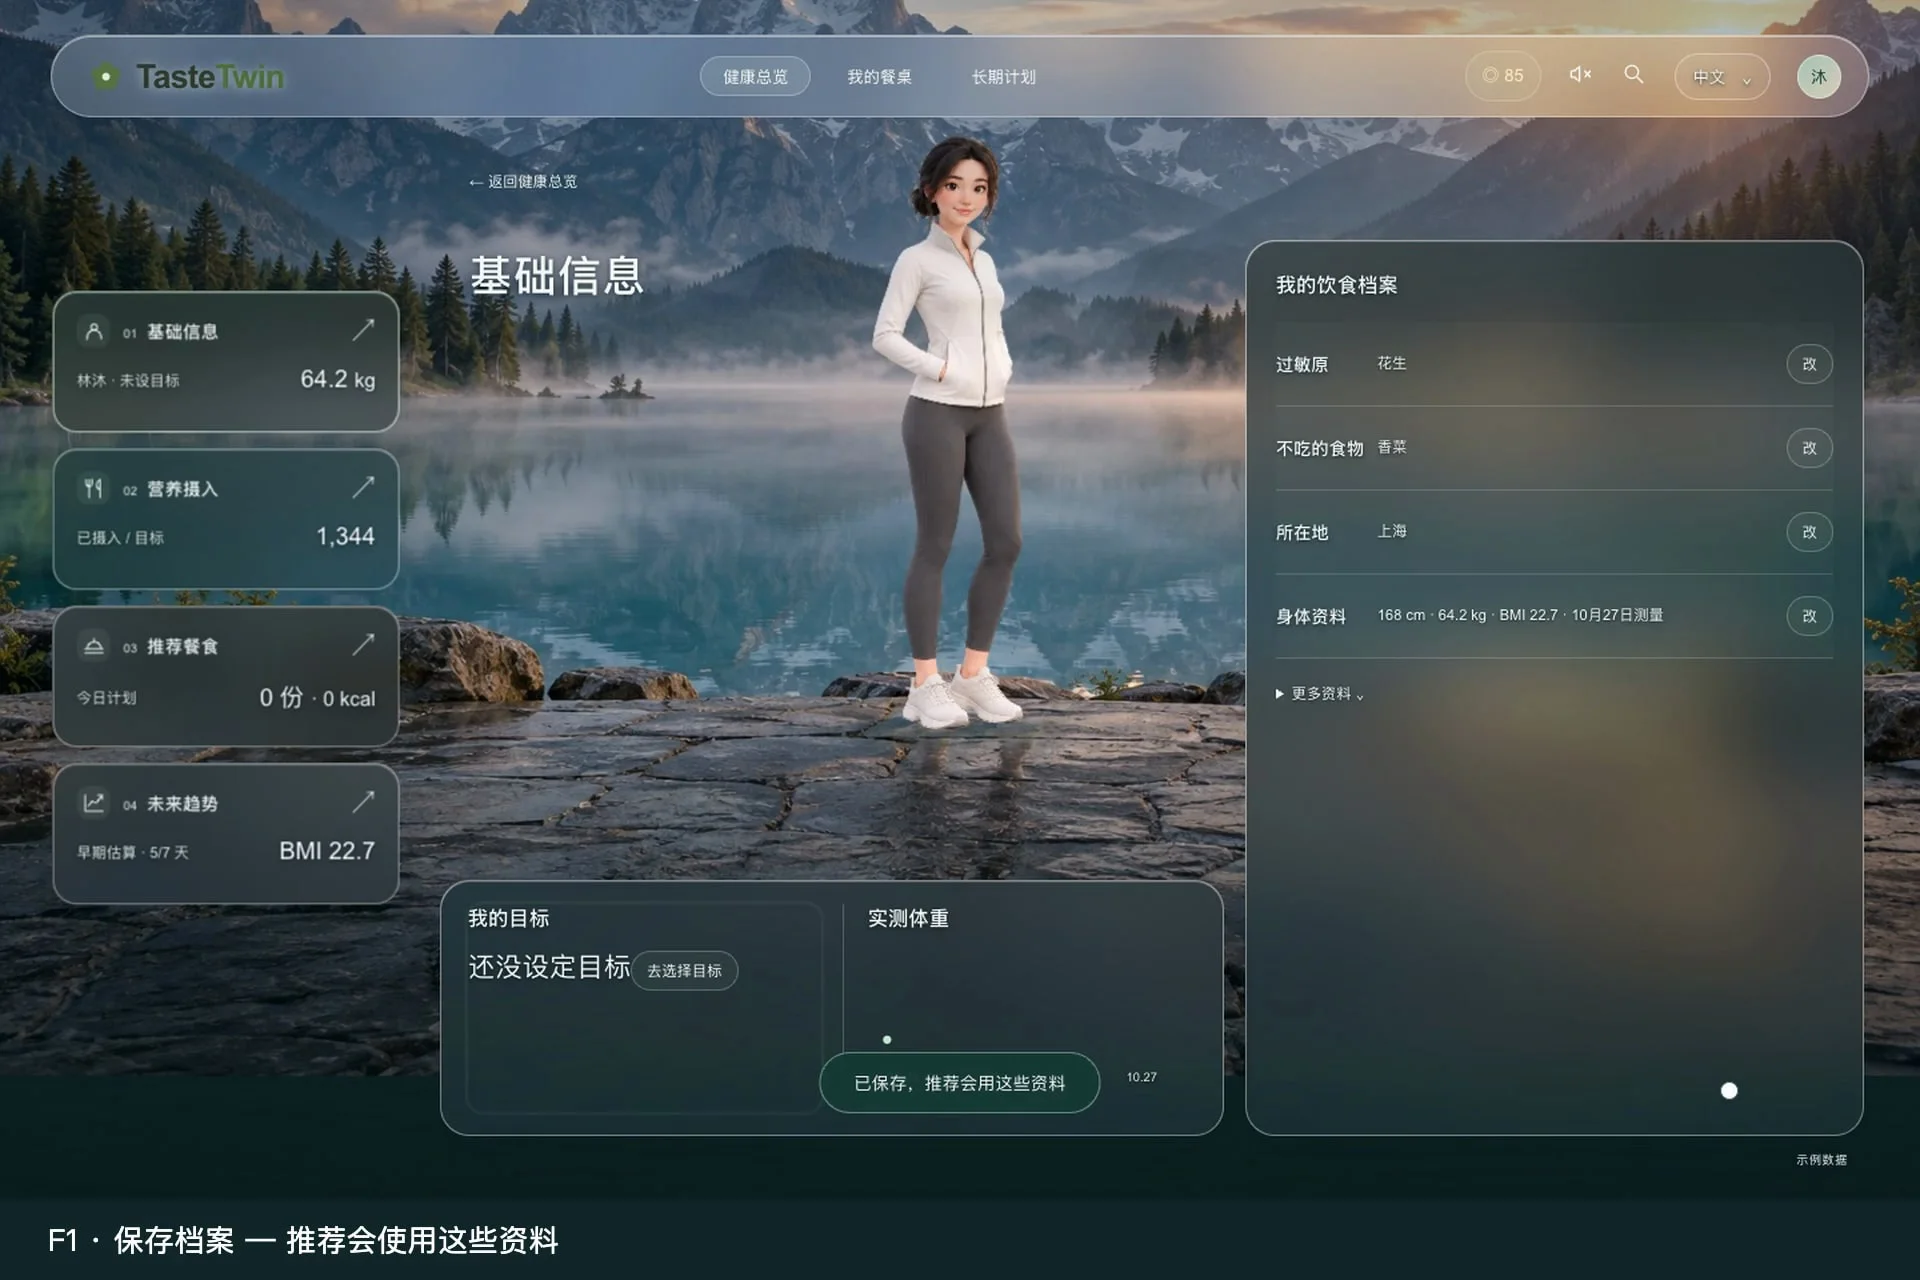 TasteTwin
健康总览
我的餐桌
长期计划
85
中文
沐
← 返回健康总览
基础信息
01 基础信息
林沐 · 未设目标
64.2 kg
02 营养摄入
已摄入 / 目标
1,344
03 推荐餐食
今日计划
0 份 · 0 kcal
04 未来趋势
早期估算 · 5/7 天
BMI 22.7
我的目标
还没设定目标
去选择目标
实测体重
10.27
已保存，推荐会用这些资料
我的饮食档案
过敏原 花生 改
不吃的食物 香菜 改
所在地 上海 改
身体资料 168 cm · 64.2 kg · BMI 22.7 · 10月27日测量 改
更多资料
示例数据
F1 · 保存档案 — 推荐会使用这些资料